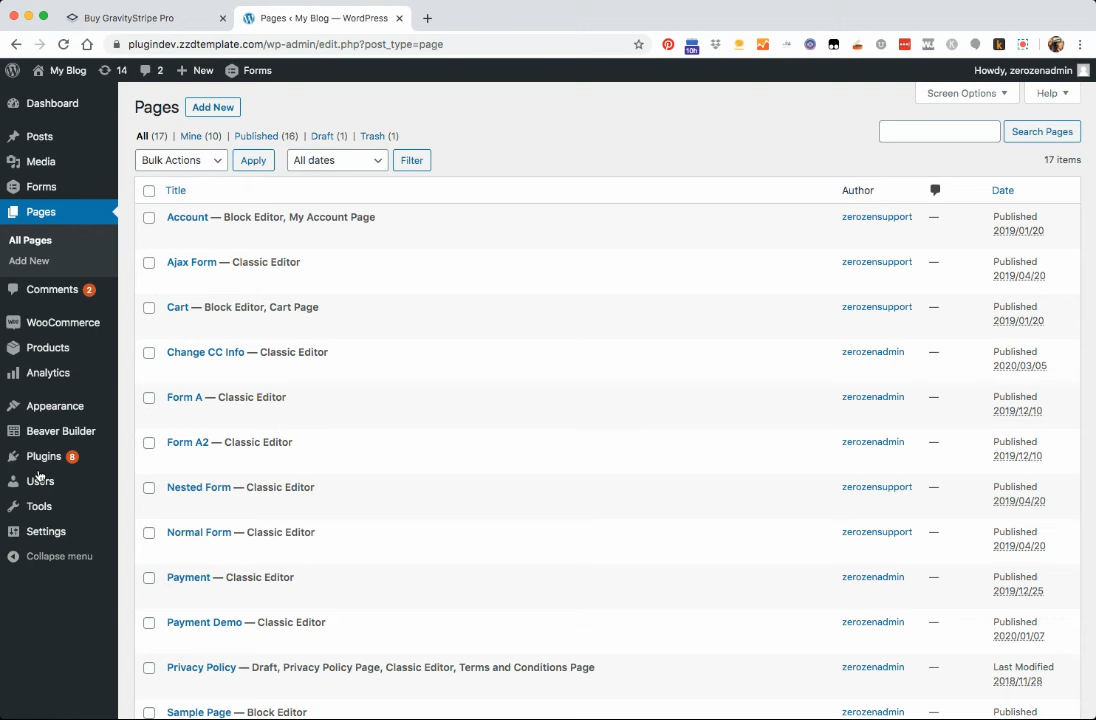 Buy GravityStripe Pro
Pages ‹ My Blog — WordPress
plugindev.zzdtemplate.com/wp-admin/edit.php?post_type=page
10h
My Blog 14 2 New Forms
Howdy, zerozenadmin
Dashboard
Posts
Media
Forms
Pages
All Pages
Add New
Comments 2
WooCommerce
Products
Analytics
Appearance
Beaver Builder
Plugins 8
Users
Tools
Settings
Collapse menu
Screen Options Help
Pages Add New
All (17) | Mine (10) | Published (16) | Draft (1) | Trash (1)
Search Pages
Bulk Actions Apply All dates Filter
17 items
Title Author Date
Account — Block Editor, My Account Page zerozensupport — Published
2019/01/20
Ajax Form — Classic Editor zerozensupport — Published
2019/04/20
Cart — Block Editor, Cart Page zerozensupport — Published
2019/01/20
Change CC Info — Classic Editor zerozenadmin — Published
2020/03/05
Form A — Classic Editor zerozenadmin — Published
2019/12/10
Form A2 — Classic Editor zerozenadmin — Published
2019/12/10
Nested Form — Classic Editor zerozensupport — Published
2019/04/20
Normal Form — Classic Editor zerozensupport — Published
2019/04/20
Payment — Classic Editor zerozenadmin — Published
2019/12/25
Payment Demo — Classic Editor zerozenadmin — Published
2020/01/07
Privacy Policy — Draft, Privacy Policy Page, Classic Editor, Terms and Conditions Page zerozenadmin — Last Modified
2018/11/28
Sample Page — Block Editor zerozenadmin — Published